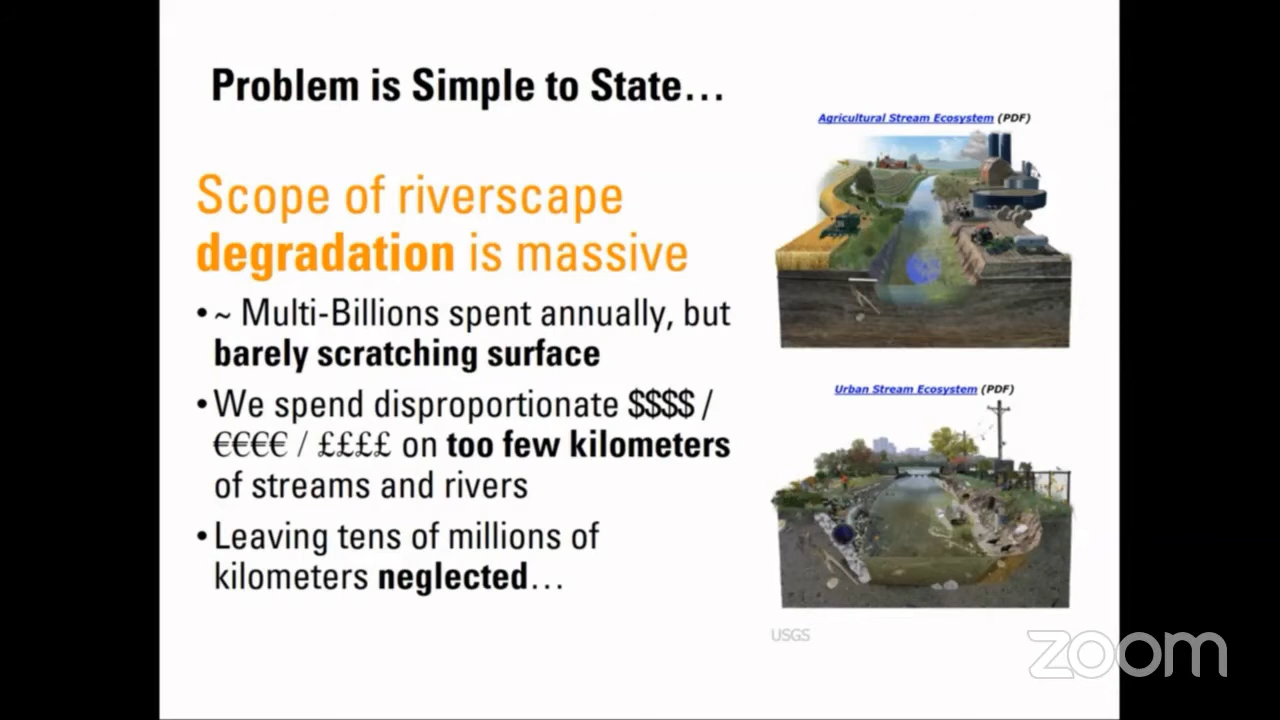 Problem is Simple to State...
Scope of riverscape
degradation is massive
• ~ Multi-Billions spent annually, but
barely scratching surface
• We spend disproportionate $$$$ /
€€€€ / ££££ on too few kilometers
of streams and rivers
• Leaving tens of millions of
kilometers neglected...
Agricultural Stream Ecosystem (PDF)
Urban Stream Ecosystem (PDF)
USGS
zoom